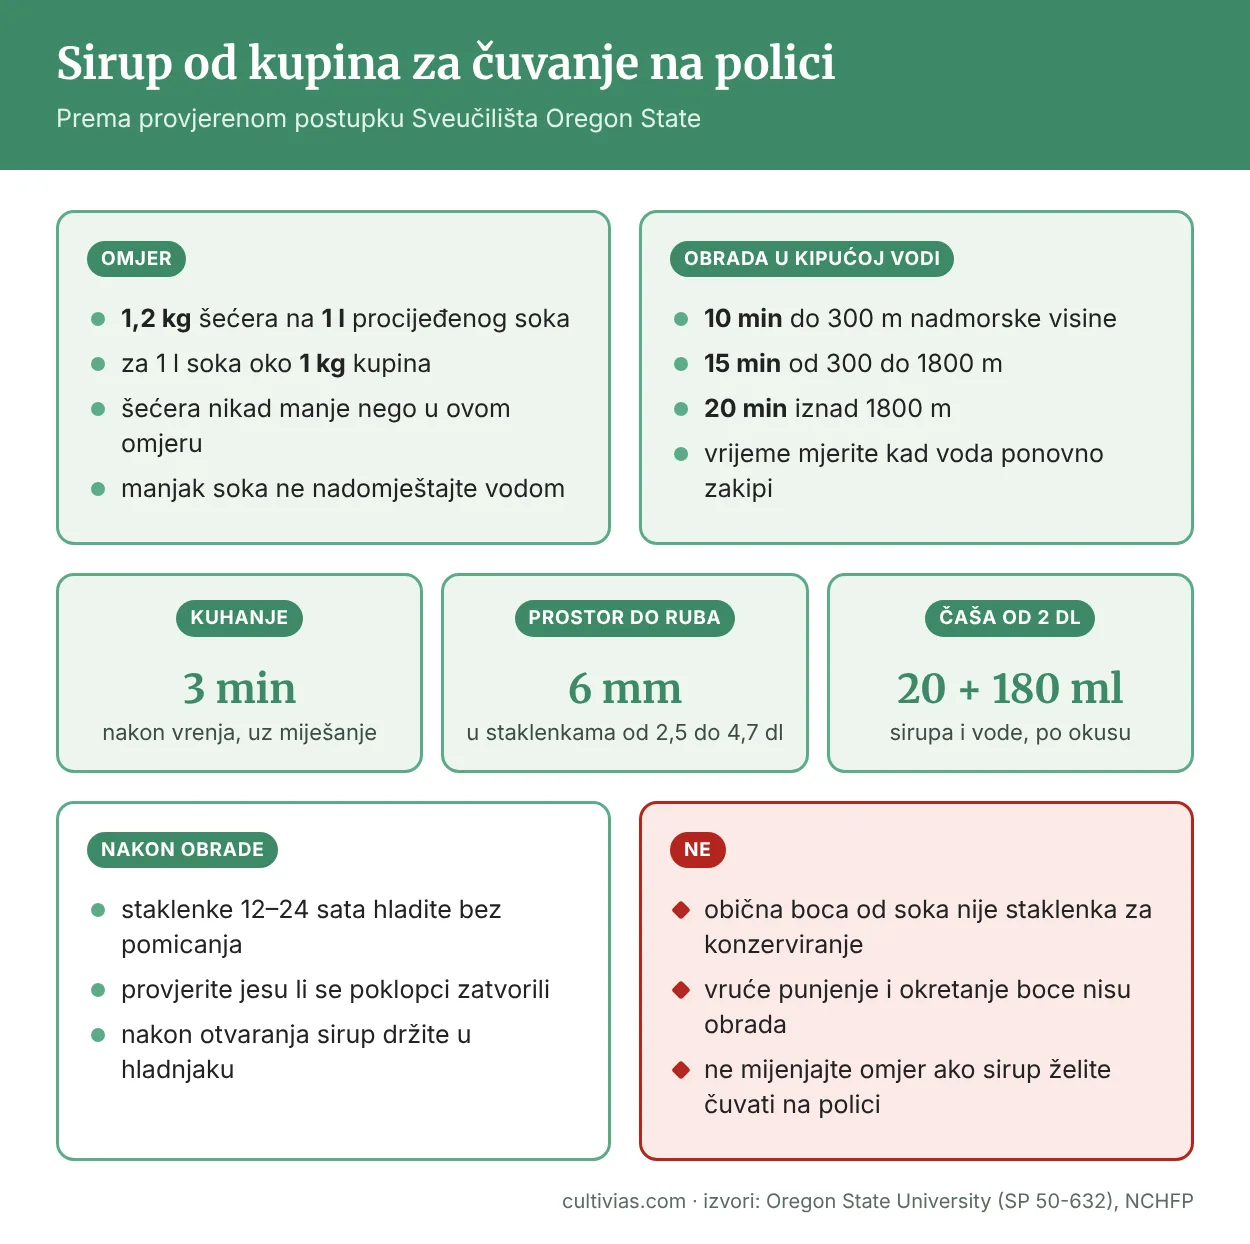 Sirup od kupina za čuvanje na polici
Prema provjerenom postupku Sveučilišta Oregon State
OMJER
1,2 kg šećera na 1 l procijeđenog soka
za 1 l soka oko 1 kg kupina
šećera nikad manje nego u ovom
omjeru
manjak soka ne nadomještajte vodom
OBRADA U KIPUĆOJ VODI
10 min do 300 m nadmorske visine
15 min od 300 do 1800 m
20 min iznad 1800 m
vrijeme mjerite kad voda ponovno
zakipi
KUHANJE
3 min
nakon vrenja, uz miješanje
PROSTOR DO RUBA
6 mm
u staklenkama od 2,5 do 4,7 dl
ČAŠA OD 2 DL
20 + 180 ml
sirupa i vode, po okusu
NAKON OBRADE
staklenke 12–24 sata hladite bez
pomicanja
provjerite jesu li se poklopci zatvorili
nakon otvaranja sirup držite u
hladnjaku
NE
obična boca od soka nije staklenka za
konzerviranje
vruće punjenje i okretanje boce nisu
obrada
ne mijenjajte omjer ako sirup želite
čuvati na polici
cultivias.com · izvori: Oregon State University (SP 50-632), NCHFP